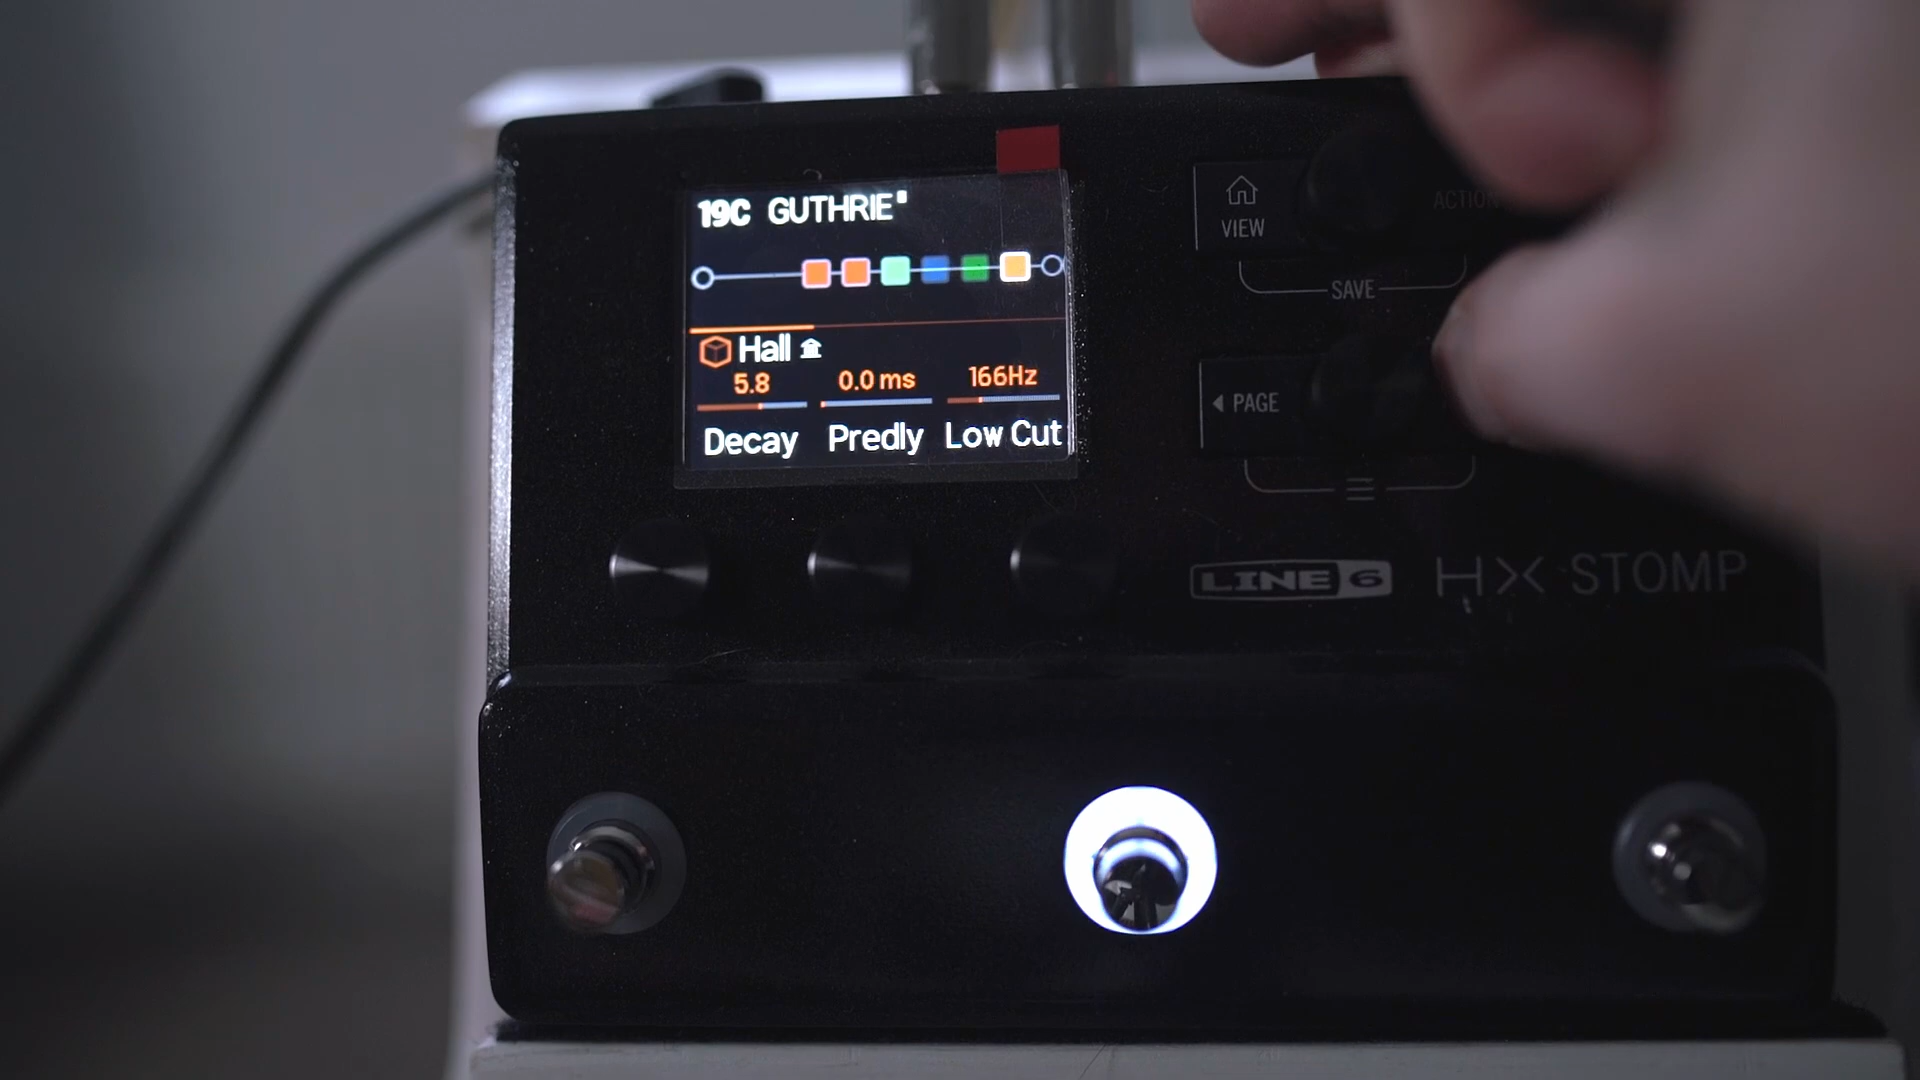 19C GUTHRIE
Hall
5.8 0.0 ms 166Hz
Decay Predly Low Cut
VIEW
ACTION
SAVE
PAGE
LINE 6 HX STOMP